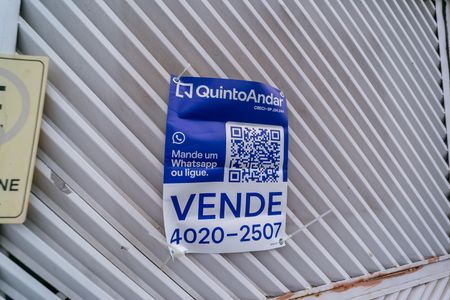 QuintoAndar
Mande um
Whatsapp
ou ligue.
VENDE
4020-2507
NE